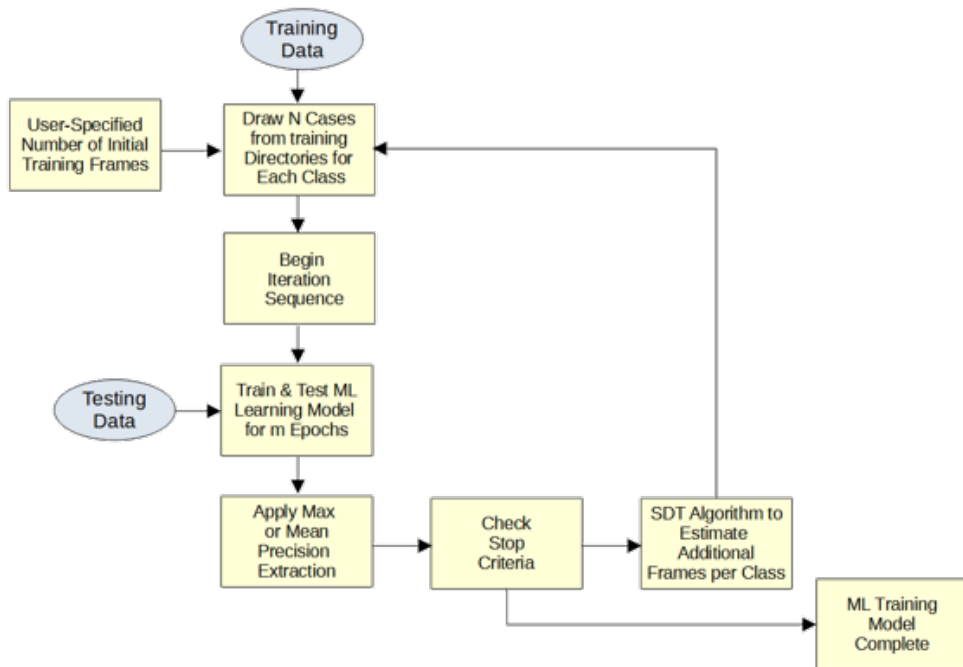 Training
Data
User-Specified
Number of Initial
Training Frames
Draw N Cases
from training
Directories for
Each Class
Begin
Iteration
Sequence
Testing
Data
Train & Test ML
Learning Model
for m Epochs
Apply Max
or Mean
Precision
Extraction
Check
Stop
Criteria
SDT Algorithm to
Estimate
Additional
Frames per Class
ML Training
Model
Complete